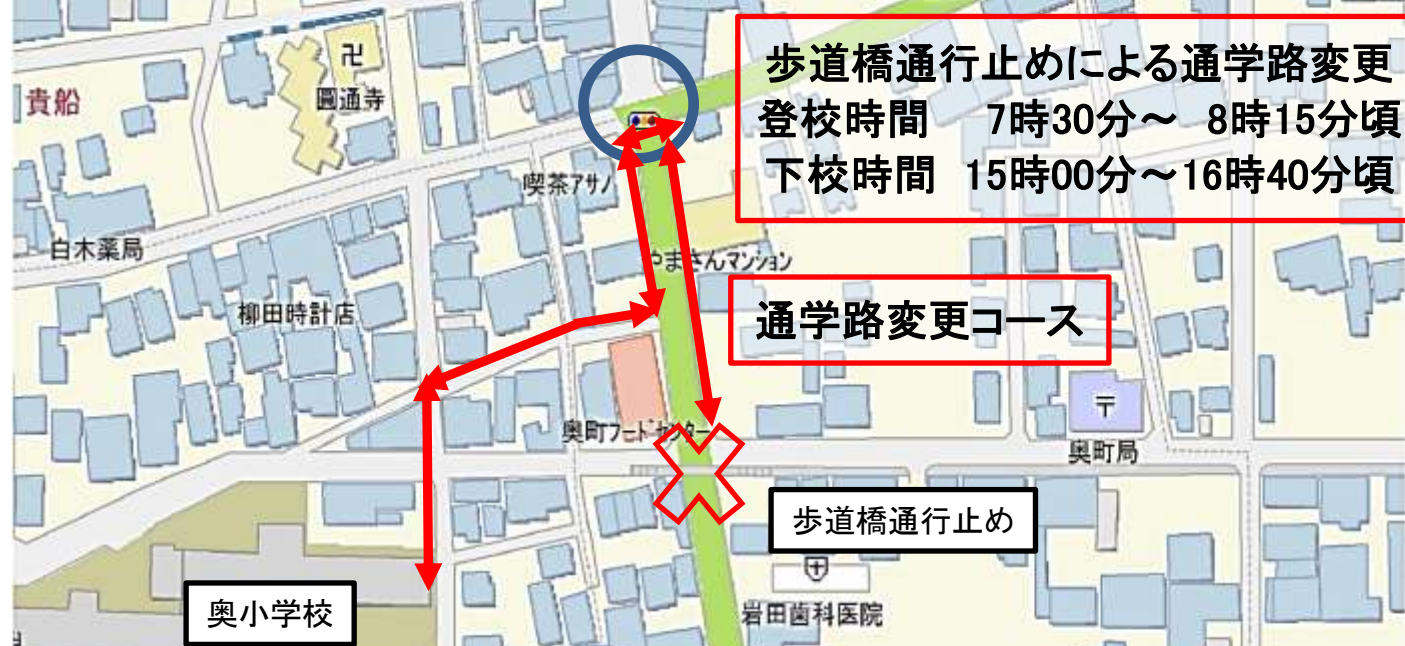 歩道橋通行止めによる通学路変更
登校時間 7時30分～ 8時15分頃
下校時間 15時00分～16時40分頃
卍
圓通寺
貴船
喫茶アサノ
白木薬局
やまさんマンション
柳田時計店
通学路変更コース
〒
奥町フードセンター
奥町局
歩道橋通行止め
奥小学校
岩田歯科医院